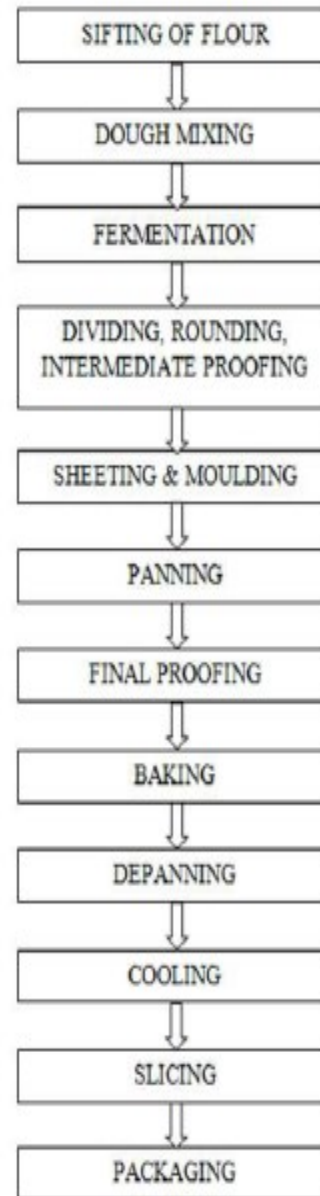 SIFTING OF FLOUR
DOUGH MIXING
FERMENTATION
DIVIDING, ROUNDING,
INTERMEDIATE PROOFING
SHEETING & MOULDING
PANNING
FINAL PROOFING
BAKING
DEPANNING
COOLING
SLICING
PACKAGING